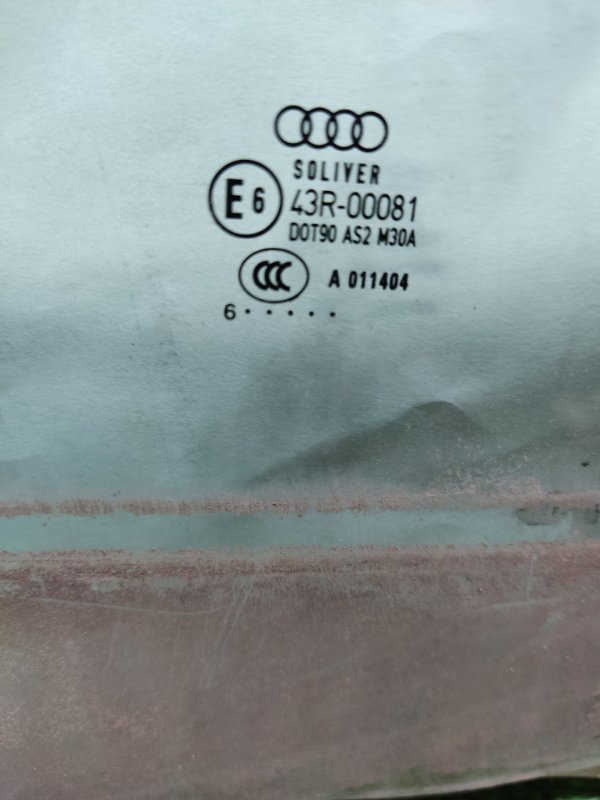 SOLIVER
E6 43R-00081
DOT90 AS2 M30A
CCC A 011404
6 · · · · ·